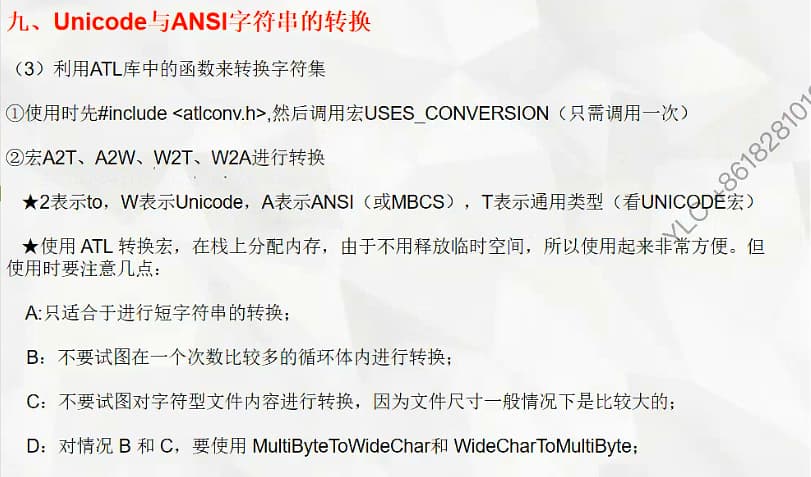 九、Unicode与ANSI字符串的转换
（3）利用ATL库中的函数来转换字符集
①使用时先#include <atlconv.h>,然后调用宏USES_CONVERSION（只需调用一次）
②宏A2T、A2W、W2T、W2A进行转换
★2表示to，W表示Unicode，A表示ANSI（或MBCS），T表示通用类型（看UNICODE宏）
★使用 ATL 转换宏，在栈上分配内存，由于不用释放临时空间，所以使用起来非常方便。但
使用时要注意几点：
A:只适合于进行短字符串的转换；
B：不要试图在一个次数比较多的循环体内进行转换；
C：不要试图对字符型文件内容进行转换，因为文件尺寸一般情况下是比较大的；
D：对情况 B 和 C，要使用 MultiByteToWideChar和 WideCharToMultiByte；